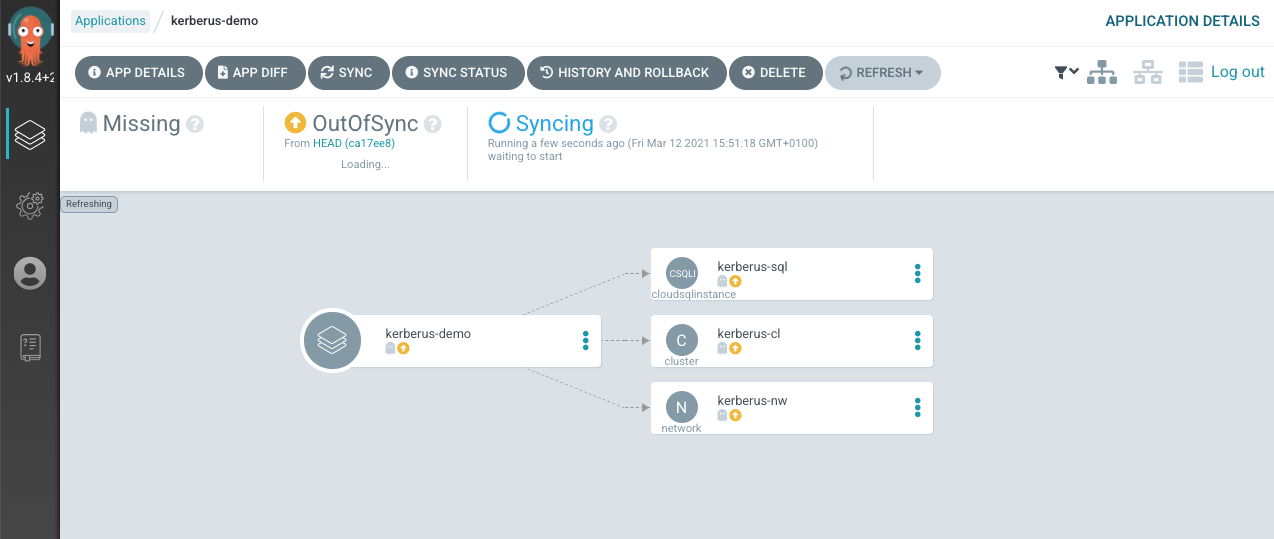 Applications / kerberus-demo
APPLICATION DETAILS
v1.8.4+2
APP DETAILS
APP DIFF
SYNC
SYNC STATUS
HISTORY AND ROLLBACK
DELETE
REFRESH
Log out
Missing
OutOfSync
From HEAD (ca17ee8)
Loading...
Syncing
Running a few seconds ago (Fri Mar 12 2021 15:51:18 GMT+0100)
waiting to start
Refreshing
kerberus-demo
CSQLI
cloudsqlinstance
kerberus-sql
C
cluster
kerberus-cl
N
network
kerberus-nw